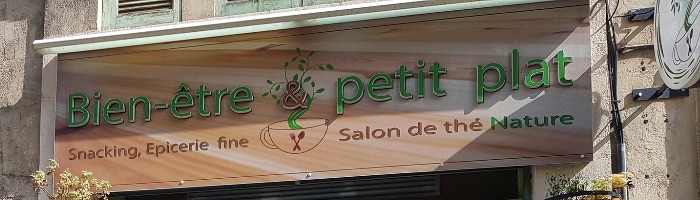 Bien-être & petit plat
Snacking, Epicerie fine
Salon de thé Nature